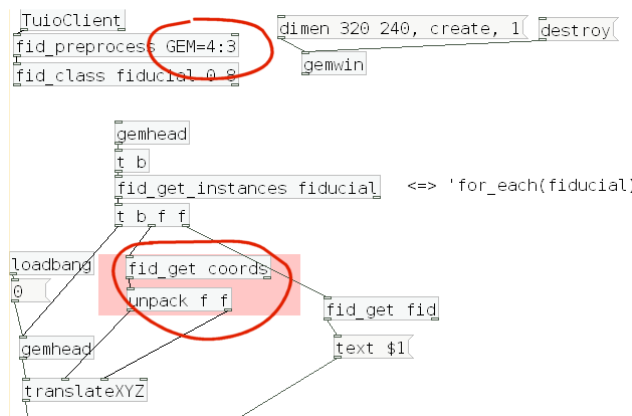 TuioClient
fid_preprocess GEM=4:3
fid_class fiducial 0 8
dimen 320 240, create, 1
destroy
gemwin
gemhead
t b
fid_get_instances fiducial
<=> 'for_each(fiducial)
t b f f
loadbang
0
fid_get coords
unpack f f
fid_get fid
text $1
gemhead
translateXYZ